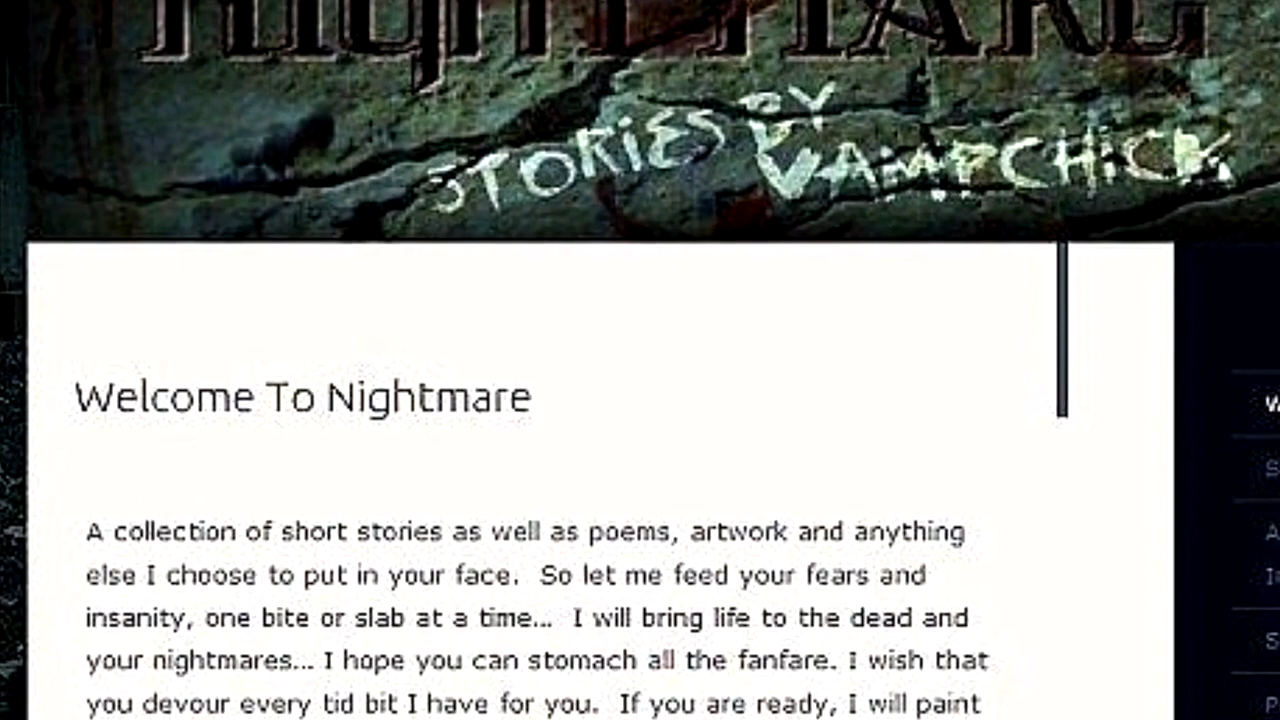 NighTMARE
STORIES BY
VAMPCHICK
Welcome To Nightmare
A collection of short stories as well as poems, artwork and anything
else I choose to put in your face.  So let me feed your fears and
insanity, one bite or slab at a time...  I will bring life to the dead and
your nightmares... I hope you can stomach all the fanfare. I wish that
you devour every tid bit I have for you.  If you are ready, I will paint